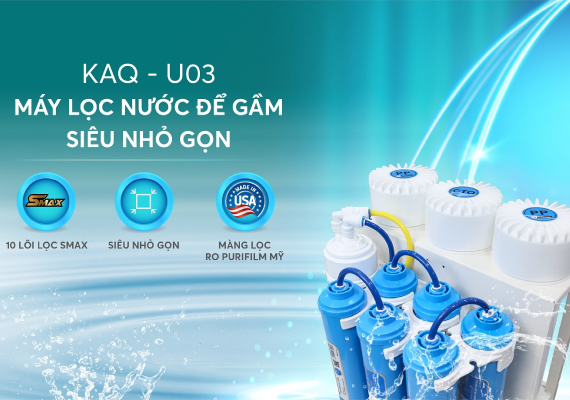 KAQ - U03
MÁY LỌC NƯỚC ĐỂ GẦM
SIÊU NHỎ GỌN
SMAX
MADE IN
USA
10 LÕI LỌC SMAX
SIÊU NHỎ GỌN
MÀNG LỌC
RO PURIFILM MỸ
PP
CTO
PP